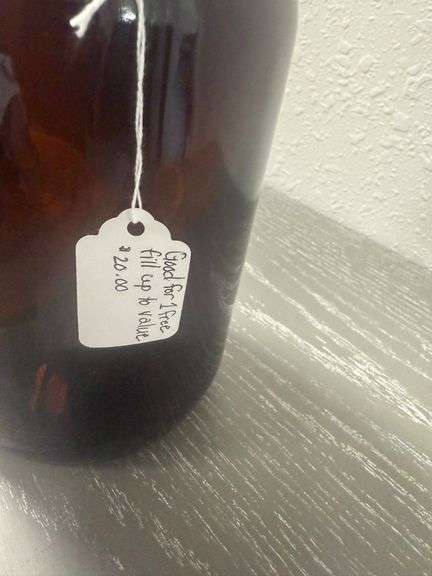 Good for 1 free
fill up to value
$20.00